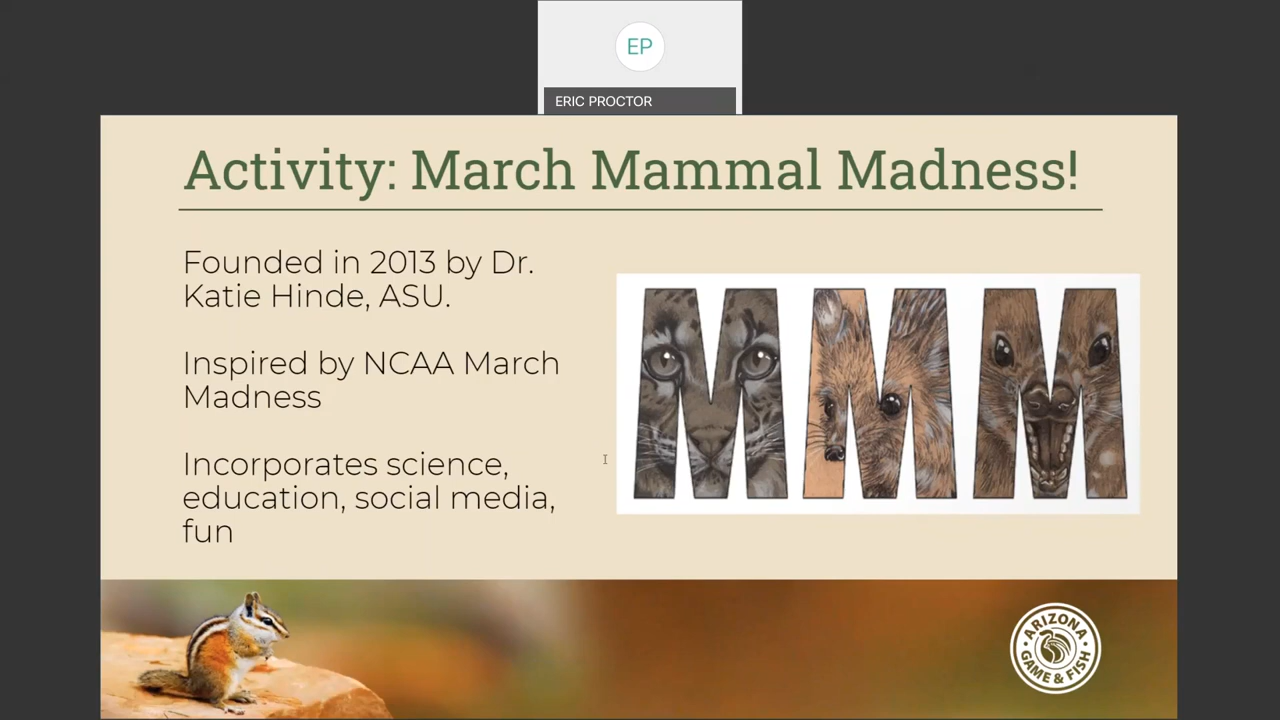 EP
ERIC PROCTOR
Activity: March Mammal Madness!
Founded in 2013 by Dr.
Katie Hinde, ASU.
Inspired by NCAA March
Madness
Incorporates science,
education, social media,
fun
MMM
ARIZONA
GAME & FISH